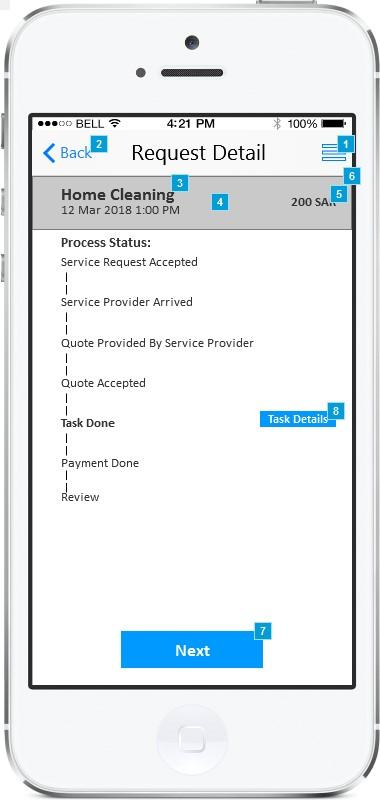 ●●●○○ BELL 4:21 PM 100%
2 1
Back Request Detail
6
3
Home Cleaning 4 200 SAR 5
12 Mar 2018 1:00 PM
Process Status:
Service Request Accepted
Service Provider Arrived
Quote Provided By Service Provider
Quote Accepted
8
Task Done Task Details
Payment Done
Review
7
Next